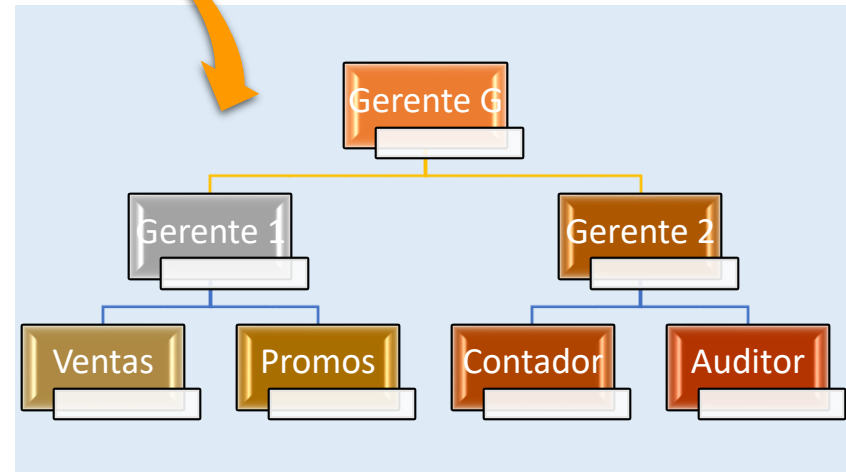 Gerente G
Gerente 1
Gerente 2
Ventas
Promos
Contador
Auditor